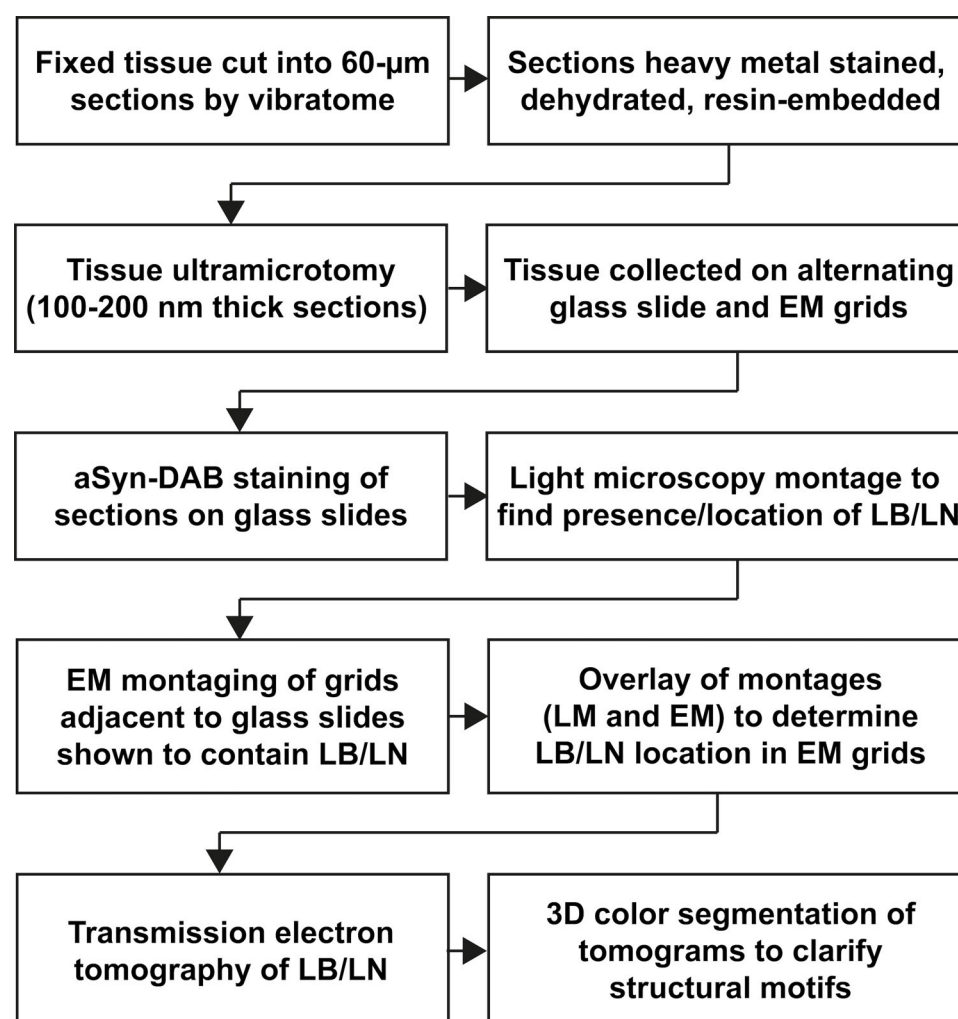 Fixed tissue cut into 60-µm
sections by vibratome
Sections heavy metal stained,
dehydrated, resin-embedded
Tissue ultramicrotomy
(100-200 nm thick sections)
Tissue collected on alternating
glass slide and EM grids
aSyn-DAB staining of
sections on glass slides
Light microscopy montage to
find presence/location of LB/LN
EM montaging of grids
adjacent to glass slides
shown to contain LB/LN
Overlay of montages
(LM and EM) to determine
LB/LN location in EM grids
Transmission electron
tomography of LB/LN
3D color segmentation of
tomograms to clarify
structural motifs